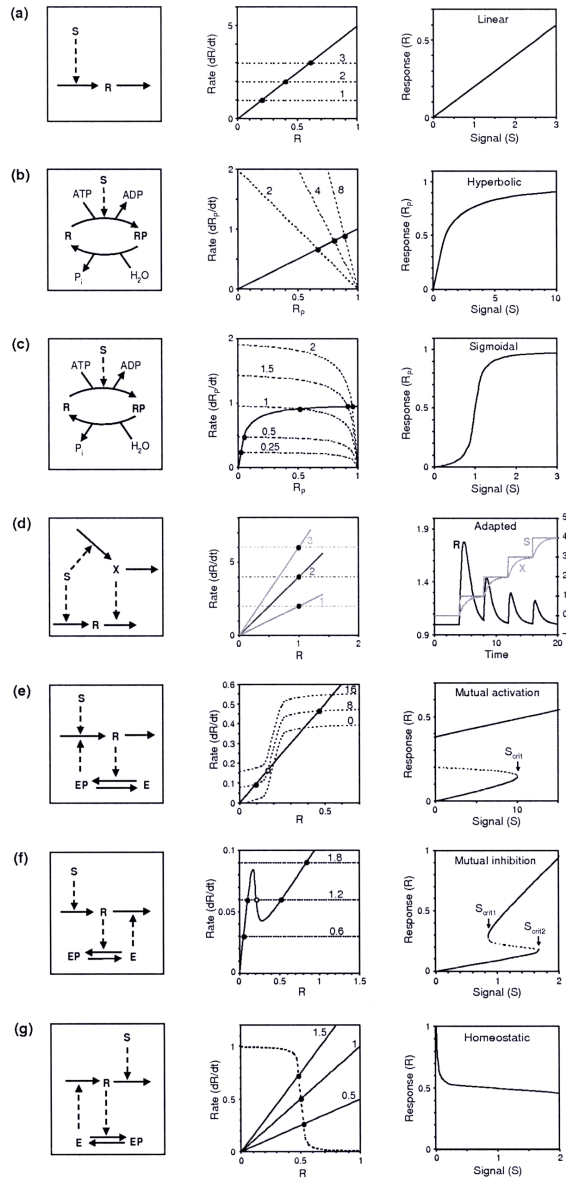 (a)
S
R
Rate (dR/dt)
5
0
3
2
1
0 0.5 1
R
Response (R)
0.5
0
Linear
0 1 2 3
Signal (S)
(b)
S
ATP ADP
R RP
Pi H2O
Rate (dRP/dt)
2
1
0
2 4 8
0 0.5 1
RP
Response (RP)
1
0.5
0
Hyperbolic
0 5 10
Signal (S)
(c)
S
ATP ADP
R RP
Pi H2O
Rate (dRP/dt)
2
1
0
2
1.5
1
0.5
0.25
0 0.5 1
RP
Response (RP)
1
0.5
0
Sigmoidal
0 1 2 3
Signal (S)
(d)
S
X
R
Rate (dR/dt)
5
0
3
2
1
0 1 2
R
1.9
1.4
0.9
Adapted
R
S
X
5
4
3
2
1
0
0 10 20
Time
(e)
S
R
EP E
Rate (dR/dt)
0.6
0.5
0.4
0.3
0.2
0.1
0
16
8
0
0 0.2 0.4 0.6
R
Response (R)
0.5
0
Mutual activation
Scrit
0 10
Signal (S)
(f)
S
R
EP E
Rate (dR/dt)
0.1
0.05
0
1.8
1.2
0.6
0 0.5 1
R
Response (R)
1
0.5
0
Mutual inhibition
Scrit1
Scrit2
0 1 2
Signal (S)
(g)
S
R
E EP
Rate (dR/dt)
1
0.5
0
1.5
1
0.5
0 0.5 1
R
Response (R)
1
0.5
0
Homeostatic
0 1 2
Signal (S)